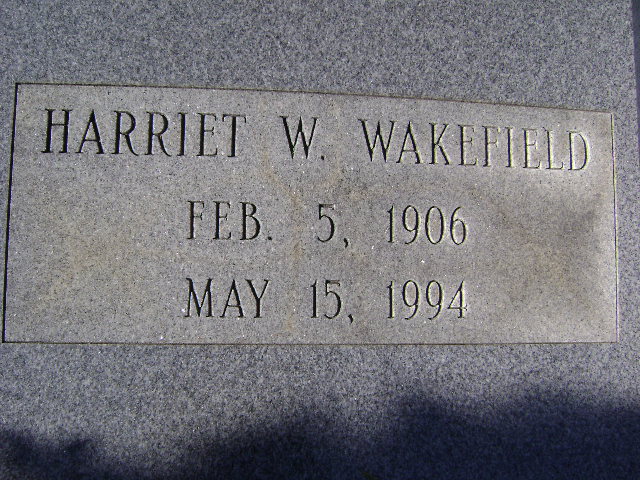 HARRIET W. WAKEFIELD
FEB. 5, 1906
MAY 15, 1994